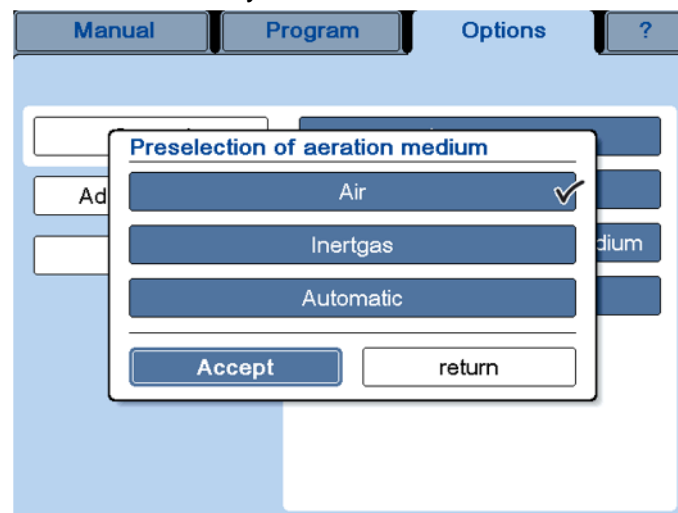 Manual Program Options ?
Preselection of aeration medium
Air
Ad
Inertgas
dium
Automatic
Accept return